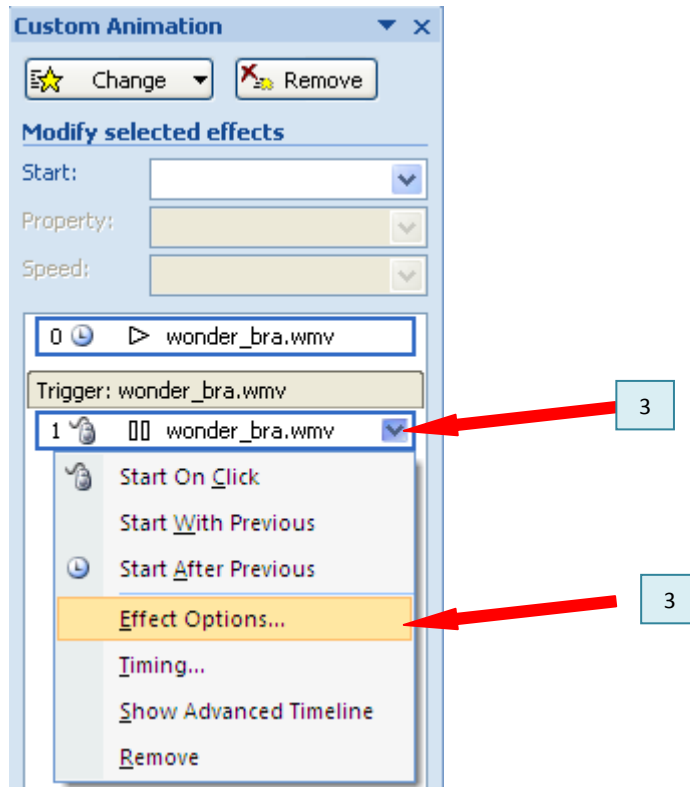 Custom Animation
Change Remove
Modify selected effects
Start:
Property:
Speed:
0 wonder_bra.wmv
Trigger: wonder_bra.wmv
1 wonder_bra.wmv
3
Start On Click
Start With Previous
Start After Previous
Effect Options...
3
Timing...
Show Advanced Timeline
Remove